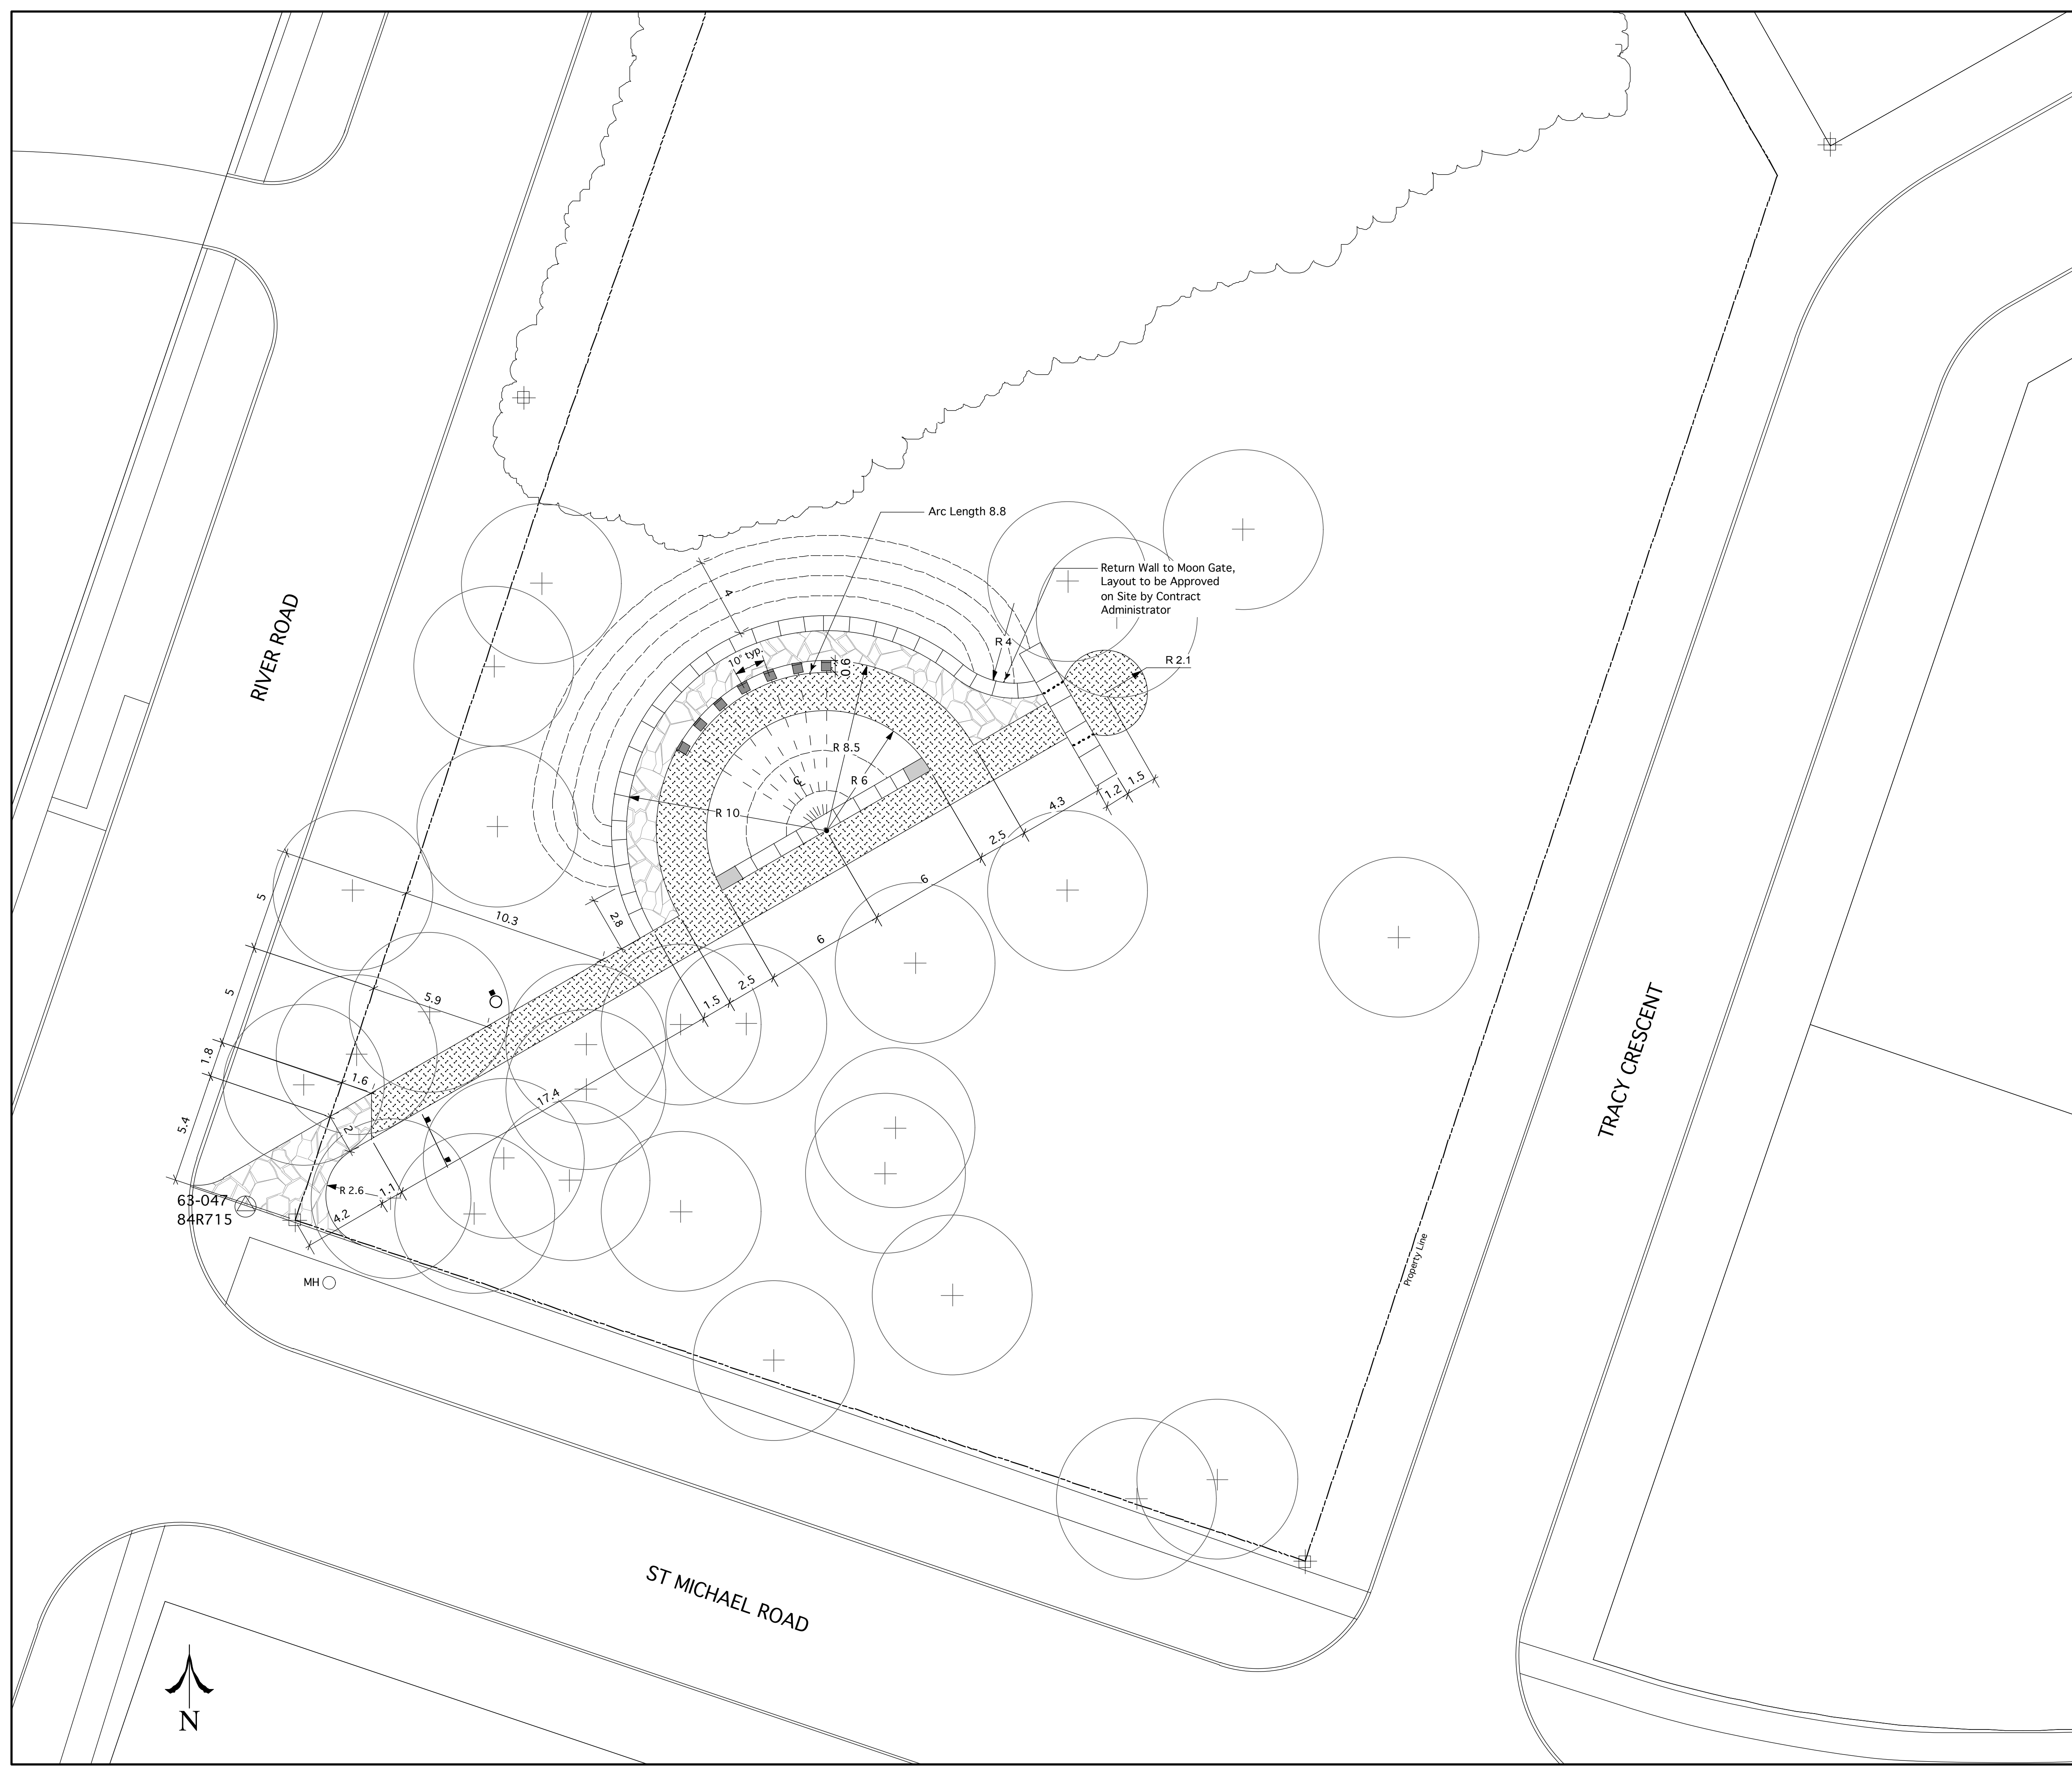 Arc Length 8.8
Return Wall to Moon Gate,
Layout to be Approved
on Site by Contract
Administrator
4
R 4
10° typ.
0.6
R 2.1
RIVER ROAD
R 8.5
℄
R 6
R 10
1.5
1.2
4.3
2.5
6
6
2.5
1.5
2.8
5
10.3
5
5.9
1.8
1.6
17.4
5.4
2
R 2.6
1.1
4.2
63-047
84R715
MH
TRACY CRESCENT
Property Line
ST MICHAEL ROAD
N